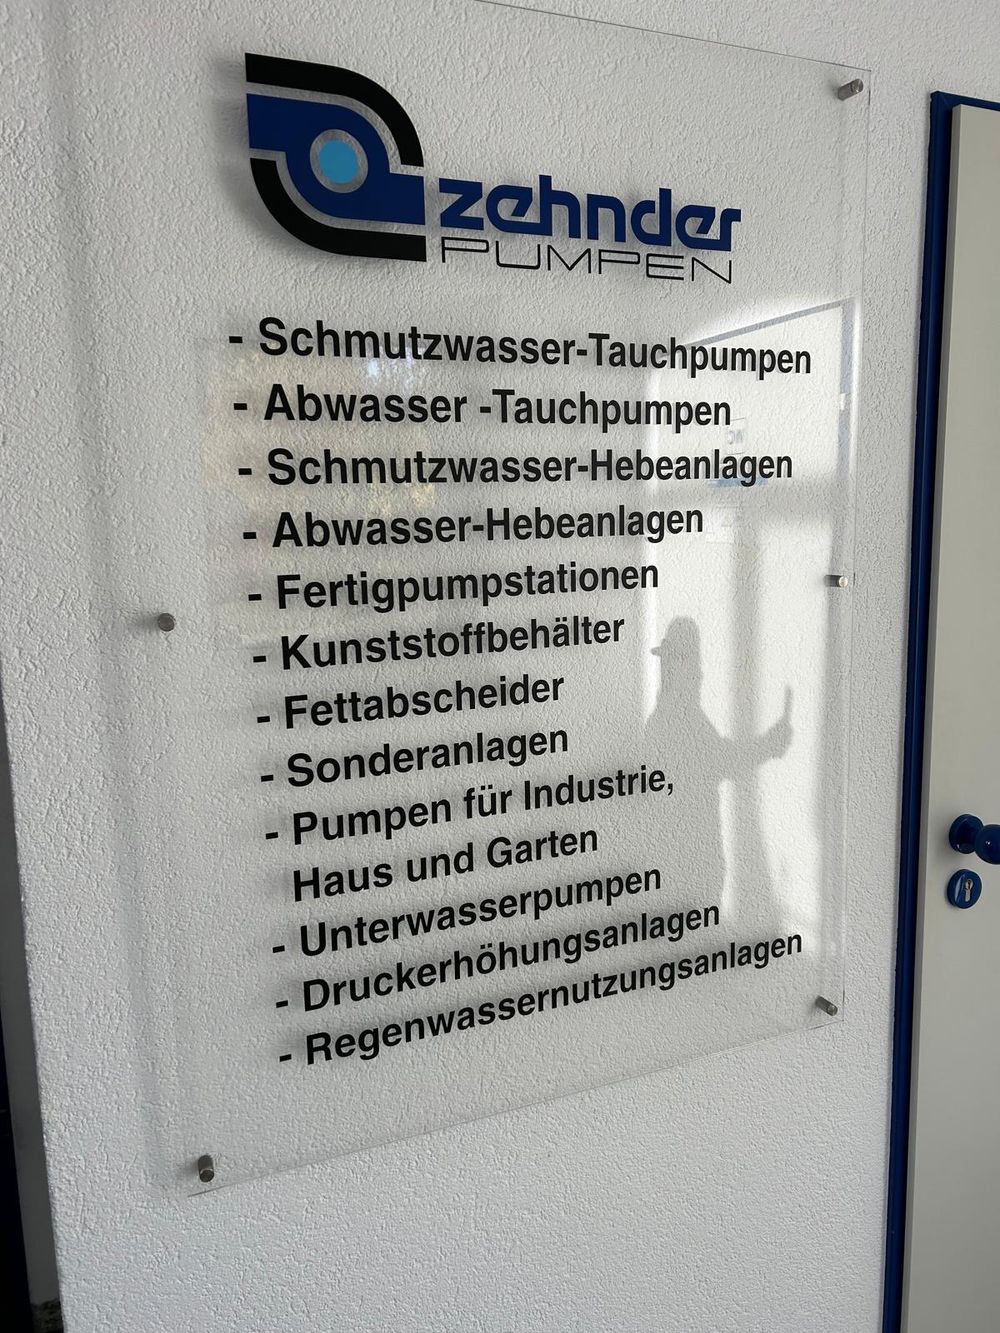 zehnder
PUMPEN
- Schmutzwasser-Tauchpumpen
- Abwasser -Tauchpumpen
- Schmutzwasser-Hebeanlagen
- Abwasser-Hebeanlagen
- Fertigpumpstationen
- Kunststoffbehälter
- Fettabscheider
- Sonderanlagen
- Pumpen für Industrie,
Haus und Garten
- Unterwasserpumpen
- Druckerhöhungsanlagen
- Regenwassernutzungsanlagen